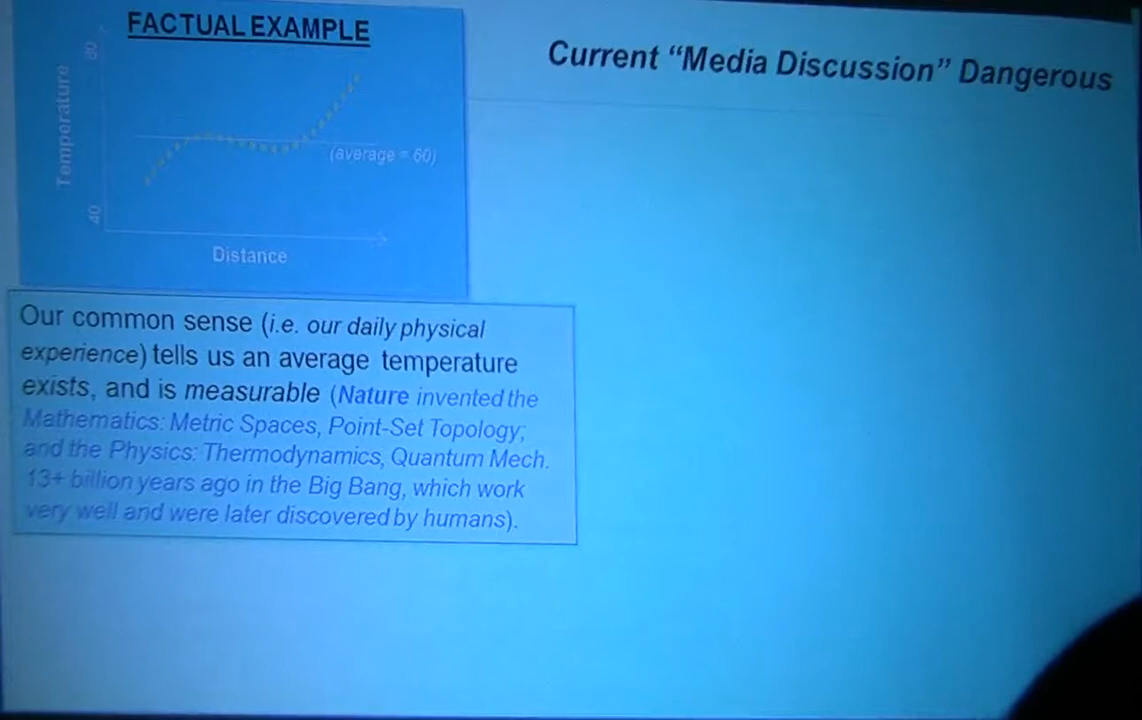 FACTUAL EXAMPLE
Current “Media Discussion” Dangerous
80
Temperature
(average = 60)
40
Distance
Our common sense (i.e. our daily physical
experience) tells us an average temperature
exists, and is measurable (Nature invented the
Mathematics: Metric Spaces, Point-Set Topology;
and the Physics: Thermodynamics, Quantum Mech.
13+ billion years ago in the Big Bang, which work
very well and were later discovered by humans).